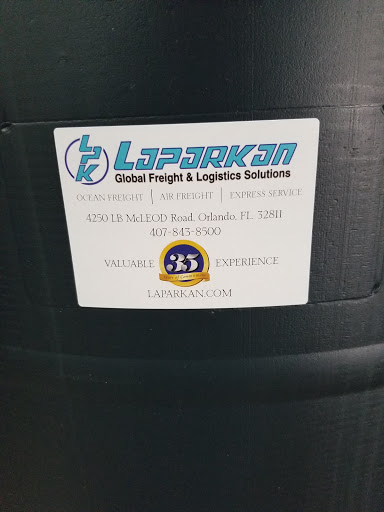 LPK LAPARKAN
Global Freight & Logistics Solutions
OCEAN FREIGHT | AIR FREIGHT | EXPRESS SERVICE
4250 LB McLEOD Road, Orlando, FL 32811
407-843-8500
VALUABLE 35 EXPERIENCE
LAPARKAN.COM